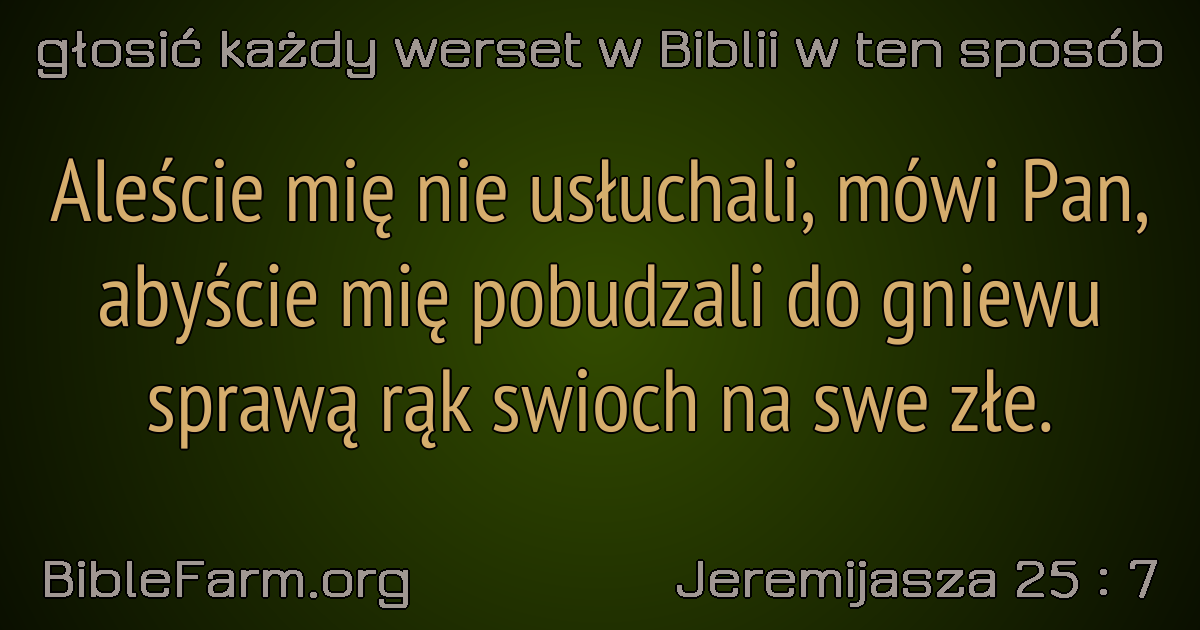 głosić każdy werset w Biblii w ten sposób
Aleście mię nie usłuchali, mówi Pan,
abyście mię pobudzali do gniewu
sprawą rąk swioch na swe złe.
BibleFarm.org
Jeremijasza 25 : 7